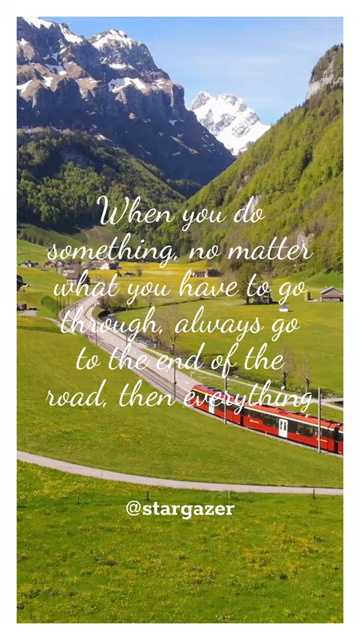 When you do
something, no matter
what you have to go
through, always go
to the end of the
road, then everything
@stargazer